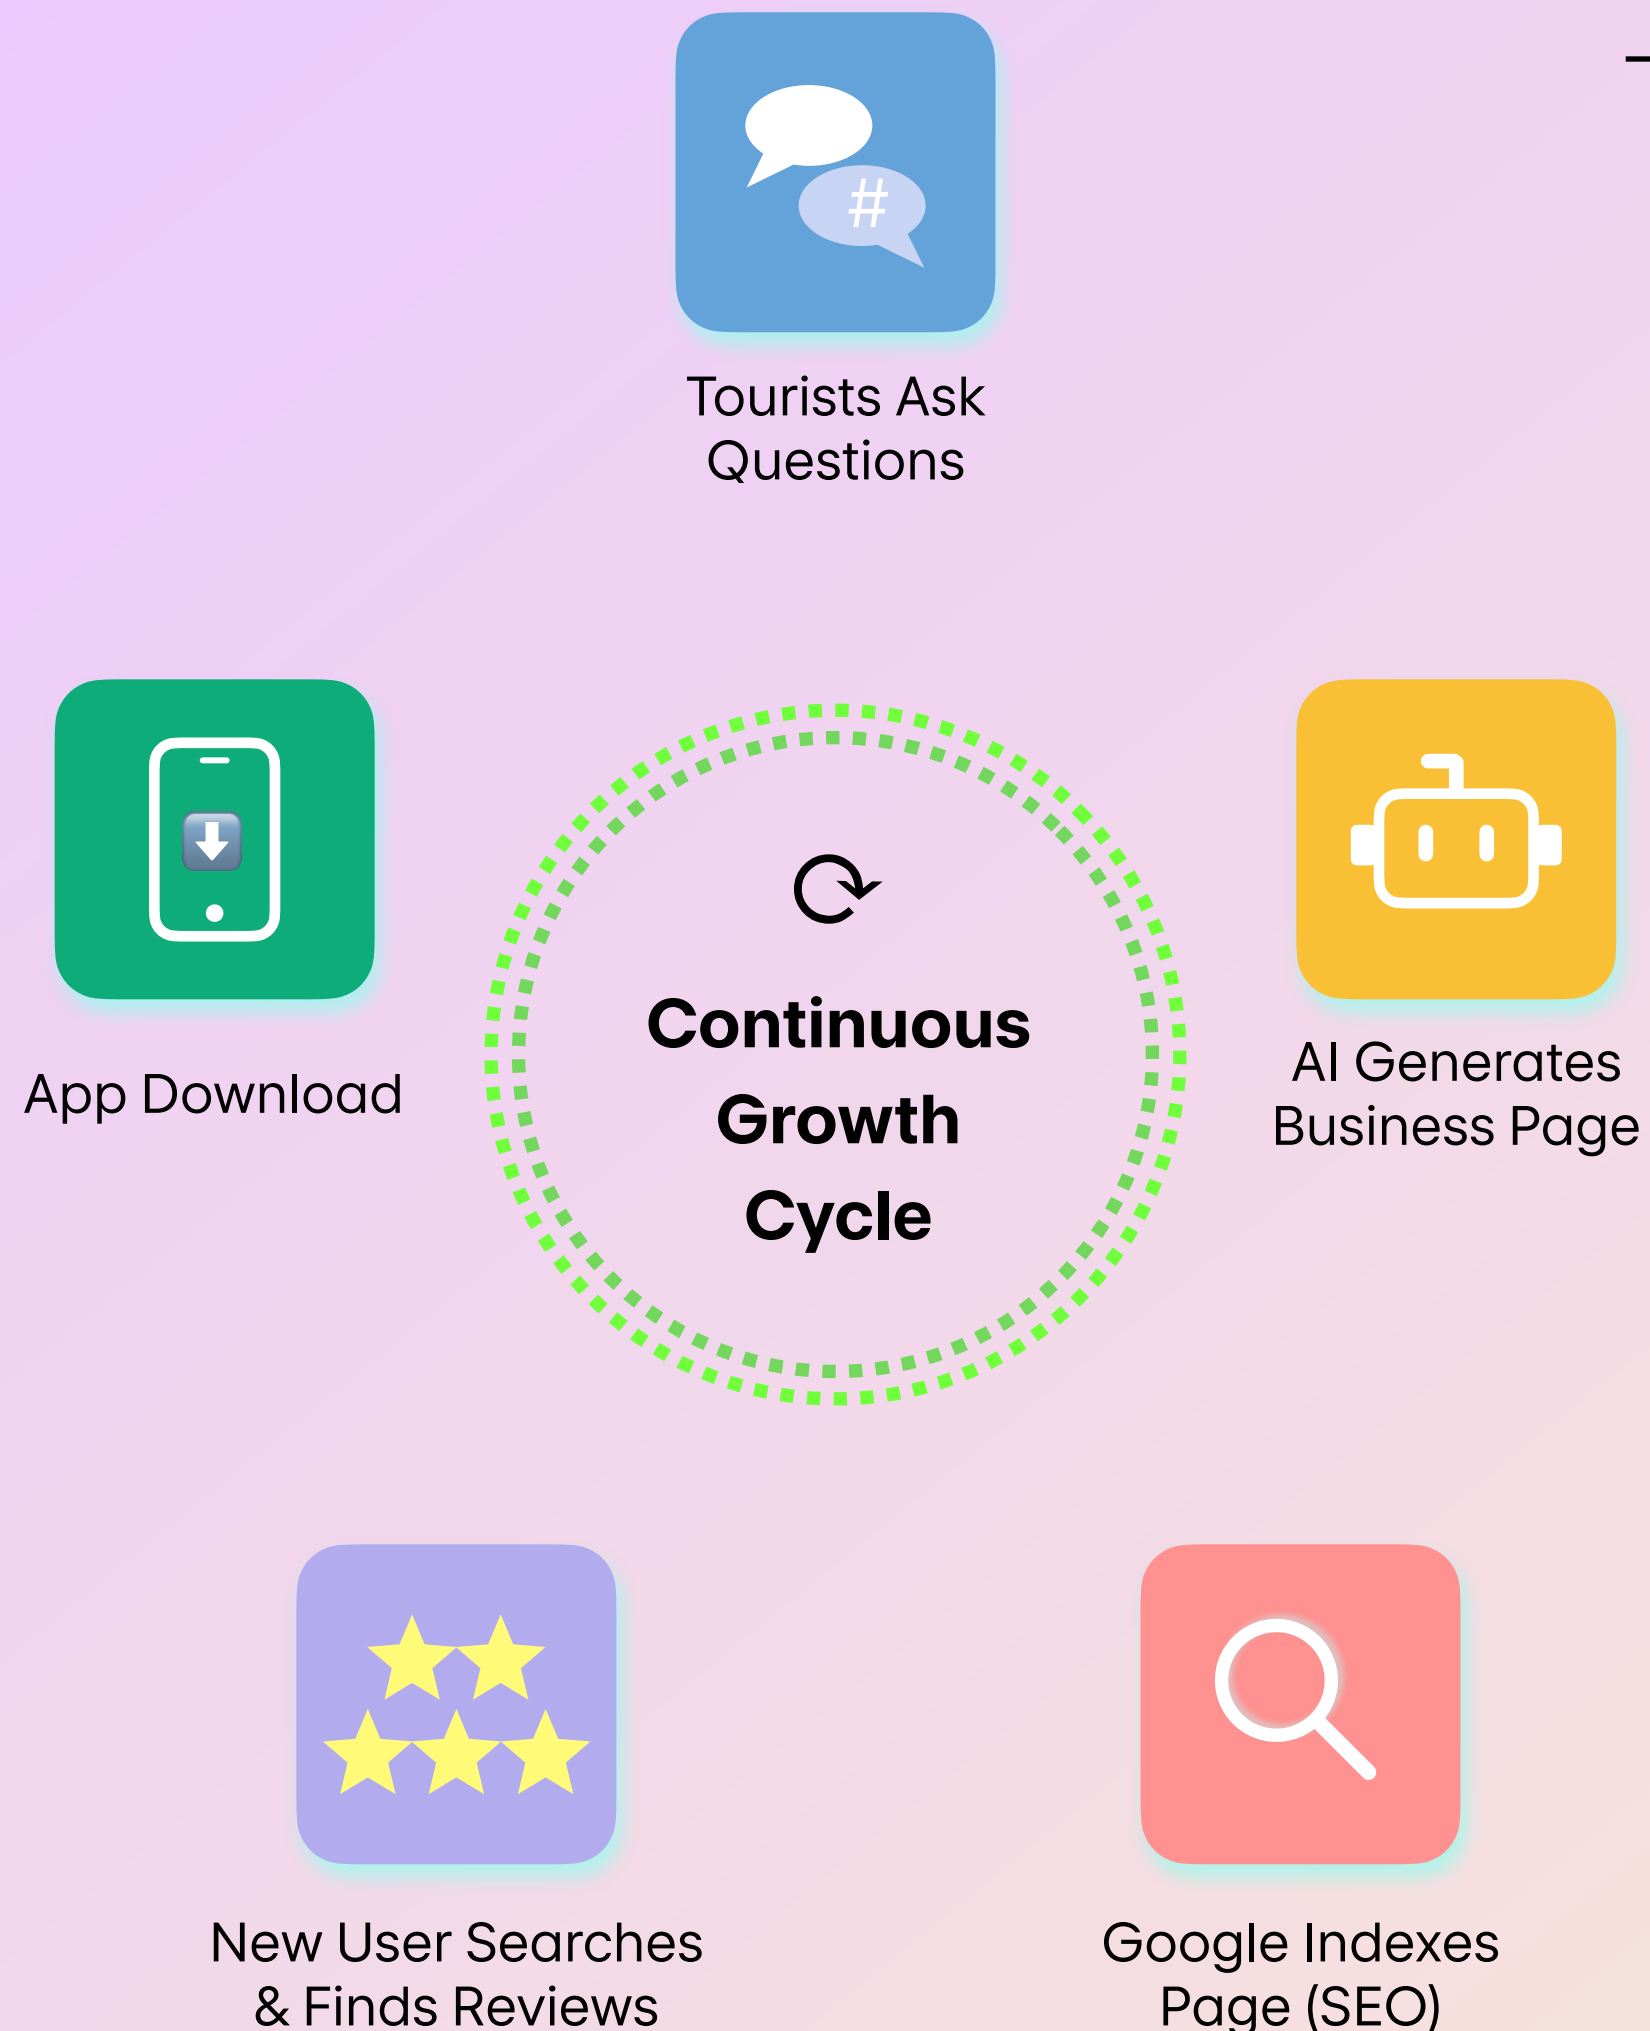 #
Tourists Ask
Questions
App Download
⟳
Continuous
Growth
Cycle
AI Generates
Business Page
New User Searches
& Finds Reviews
Google Indexes
Page (SEO)